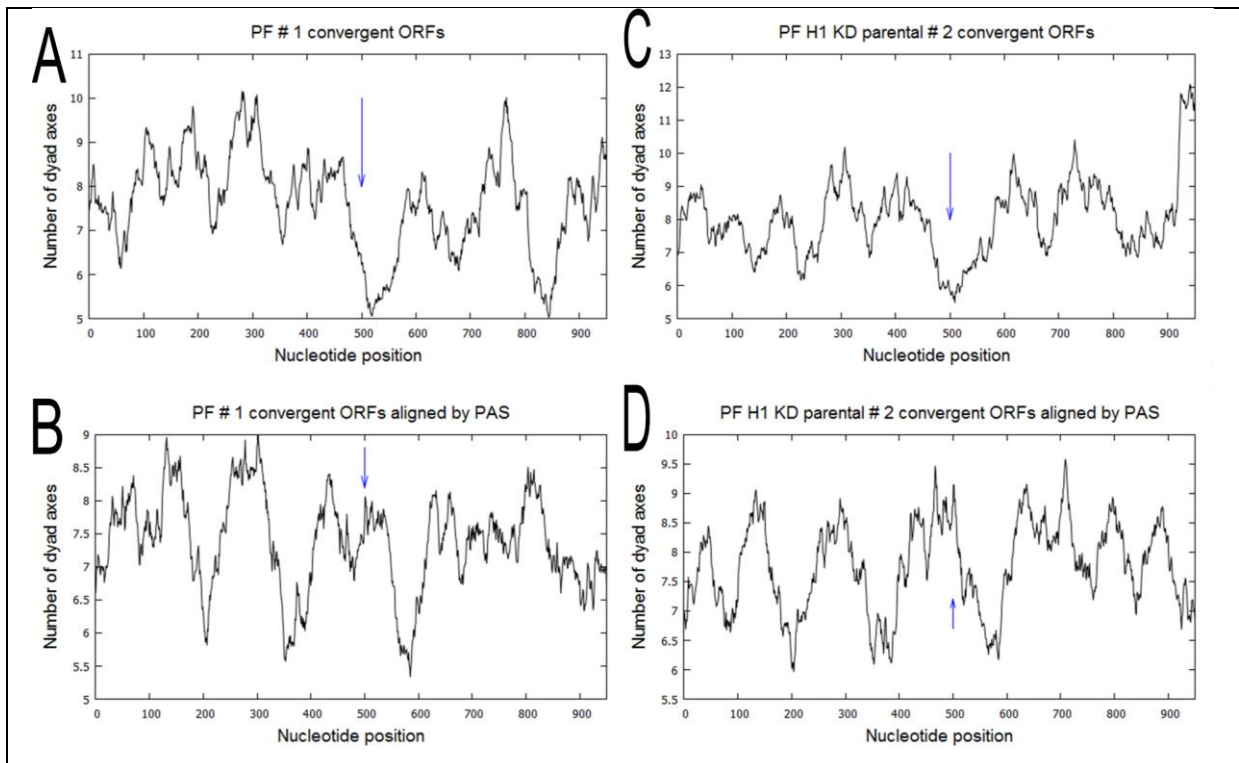 A
PF # 1 convergent ORFs
11
10
9
8
7
6
5
Number of dyad axes
0 100 200 300 400 500 600 700 800 900
Nucleotide position
C
PF H1 KD parental # 2 convergent ORFs
13
12
11
10
9
8
7
6
5
Number of dyad axes
0 100 200 300 400 500 600 700 800 900
Nucleotide position
B
PF # 1 convergent ORFs aligned by PAS
9
8.5
8
7.5
7
6.5
6
5.5
5
Number of dyad axes
0 100 200 300 400 500 600 700 800 900
Nucleotide position
D
PF H1 KD parental # 2 convergent ORFs aligned by PAS
10
9.5
9
8.5
8
7.5
7
6.5
6
5.5
Number of dyad axes
0 100 200 300 400 500 600 700 800 900
Nucleotide position